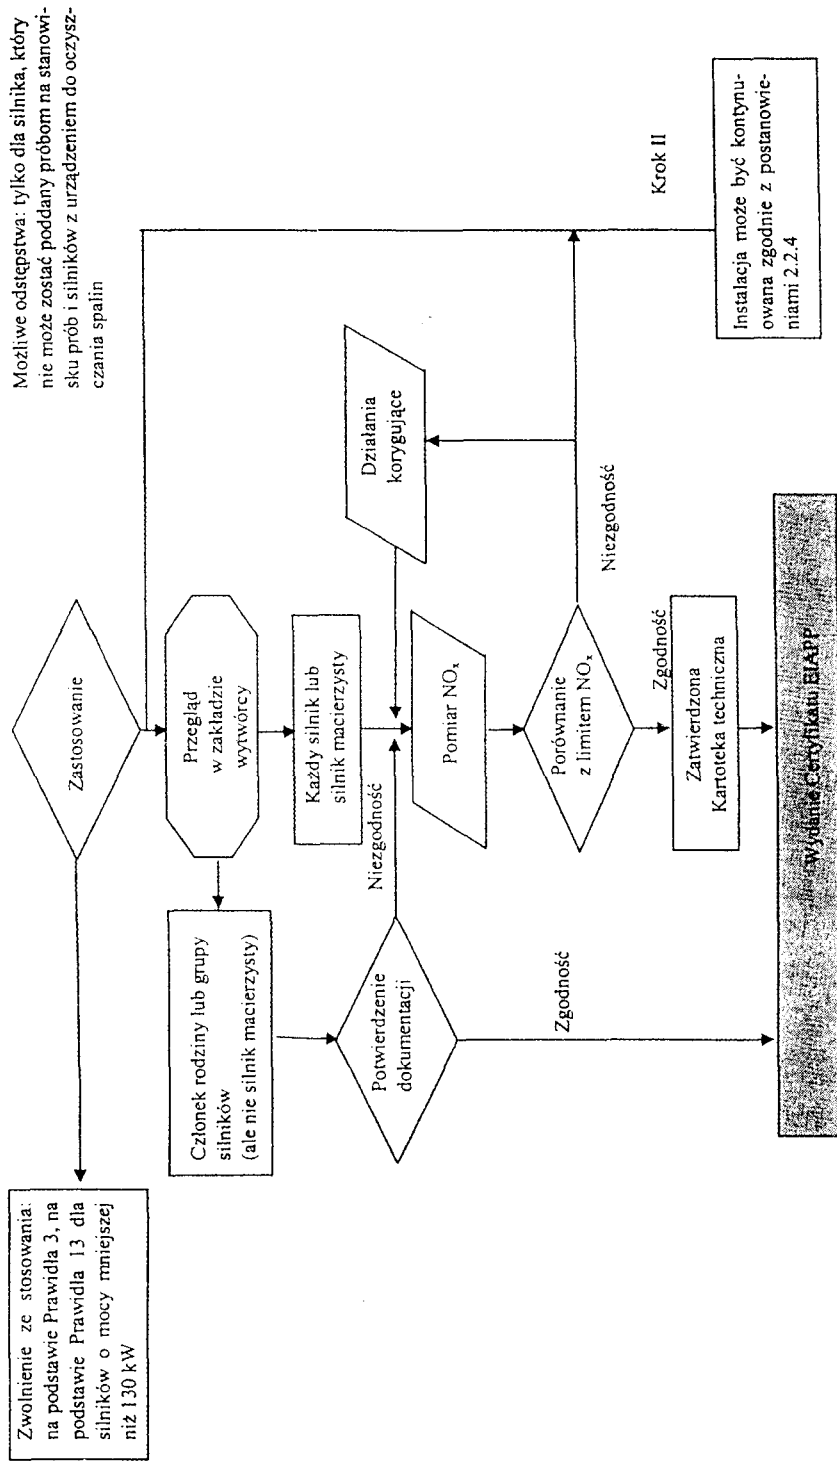 Zwolnienie ze stosowania:
na podstawie Prawidła 3, na
podstawie Prawidła 13 dla
silników o mocy mniejszej
niż 130 kW
Zastosowanie
Możliwe odstępstwa: tylko dla silnika, który
nie może zostać poddany próbom na stanowi-
sku prób i silników z urządzeniem do oczysz-
czania spalin
Przegląd
w zakładzie
wytwórcy
Członek rodziny lub grupy
silników
(ale nie silnik macierzysty)
Każdy silnik lub
silnik macierzysty
Niezgodność
Potwierdzenie
dokumentacji
Pomiar NOₓ
Działania
korygujące
Porównanie
z limitem NOₓ
Niezgodność
Krok II
Zgodność
Zgodność
Zatwierdzona
Kartoteka techniczna
Instalacja może być kontynu-
owana zgodnie z postanowie-
niami 2.2.4
Wydanie Certyfikatu EIAPP